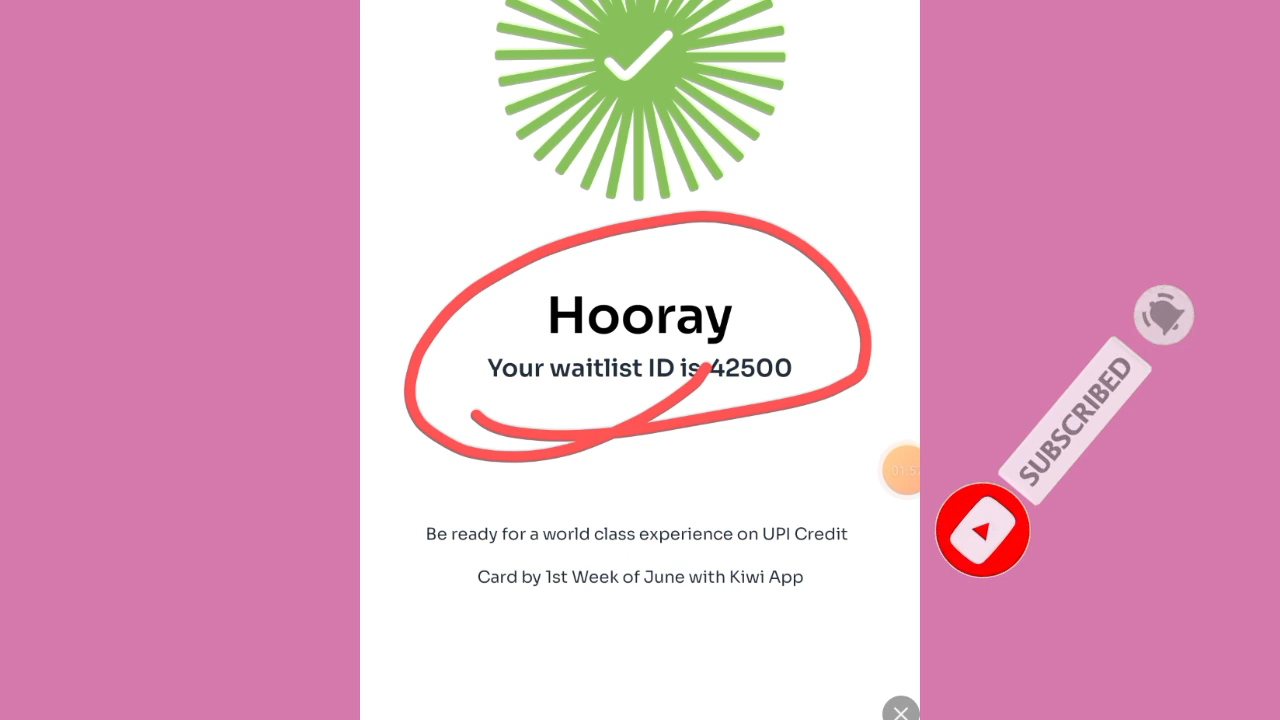 Hooray
Your waitlist ID is 42500
Be ready for a world class experience on UPI Credit
Card by 1st Week of June with Kiwi App
SUBSCRIBED